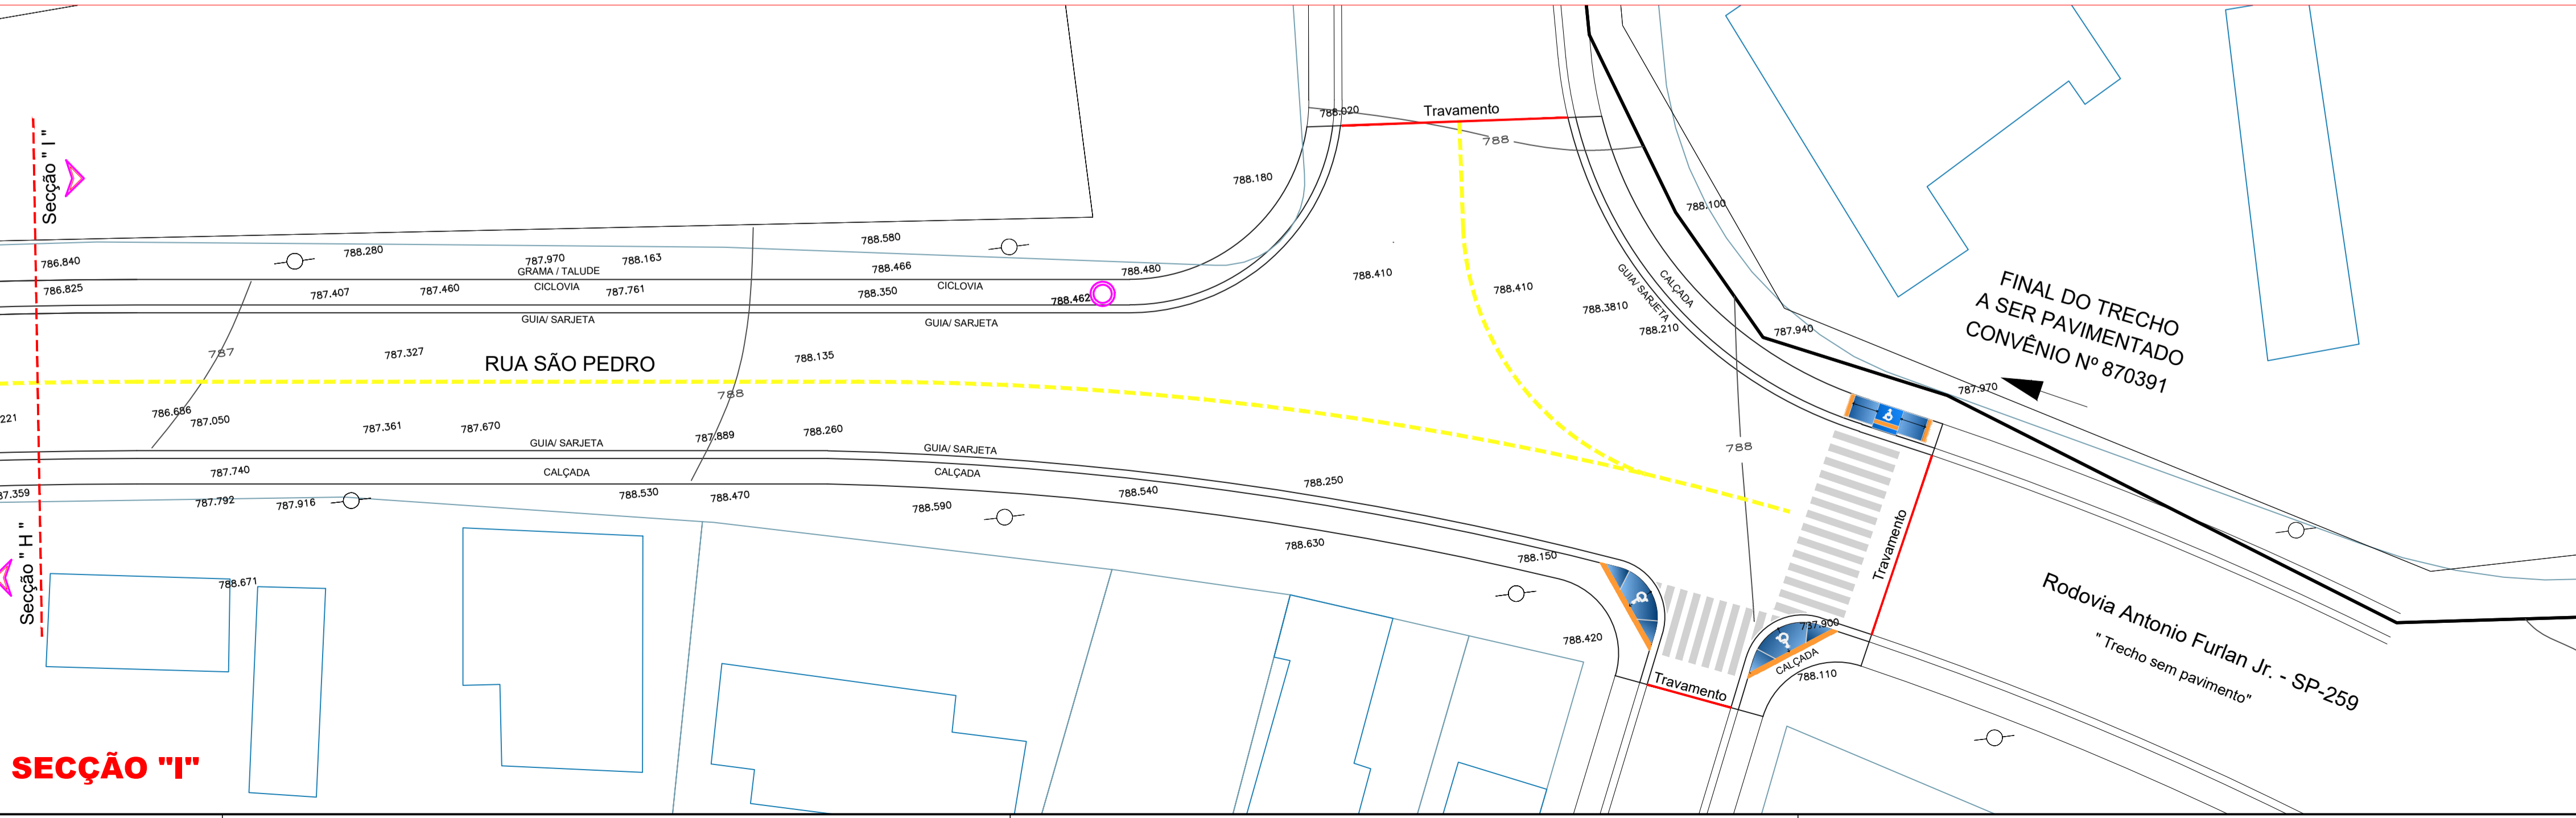 788.020
Travamento
788
Secção " I "
788.180
788.100
788.580
786.840
788.280
787.970
788.163
GRAMA / TALUDE
788.466
788.480
788.410
786.825
787.407
787.460
CICLOVIA
787.761
788.350
CICLOVIA
788.462
788.410
788.3810
788.210
GUIA/ SARJETA
CALÇADA
787.940
FINAL DO TRECHO
A SER PAVIMENTADO
CONVÊNIO Nº 870391
GUIA/ SARJETA
GUIA/ SARJETA
787
787.327
RUA SÃO PEDRO
788.135
788
787.970
221
786.686
787.050
787.361
787.670
787.889
788.260
GUIA/ SARJETA
GUIA/ SARJETA
788
787.740
CALÇADA
CALÇADA
788.250
7.359
787.792
787.916
788.530
788.470
788.590
788.540
Travamento
Secção " H "
788.630
788.150
788.671
788.420
737.900
CALÇADA
788.110
Travamento
Rodovia Antonio Furlan Jr. - SP-259
" Trecho sem pavimento"
SECÇÃO "I"